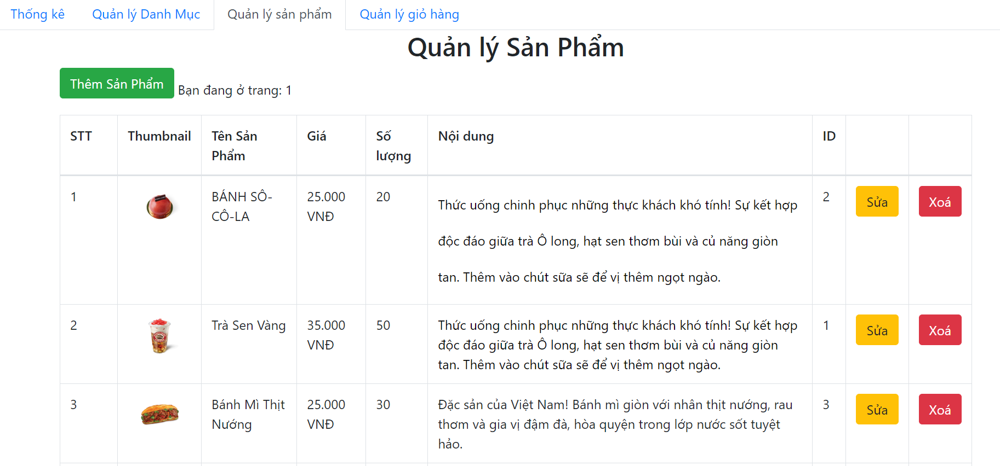 Thống kê
Quản lý Danh Mục
Quản lý sản phẩm
Quản lý giỏ hàng
Quản lý Sản Phẩm
Thêm Sản Phẩm
Bạn đang ở trang: 1
STT
Thumbnail
Tên Sản
Phẩm
Giá
Số
lượng
Nội dung
ID
1
BÁNH SÔ-
CÔ-LA
25.000
VNĐ
20
Thức uống chinh phục những thực khách khó tính! Sự kết hợp
độc đáo giữa trà Ô long, hạt sen thơm bùi và củ năng giòn
tan. Thêm vào chút sữa sẽ để vị thêm ngọt ngào.
2
Sửa
Xoá
2
Trà Sen Vàng
35.000
VNĐ
50
Thức uống chinh phục những thực khách khó tính! Sự kết hợp
độc đáo giữa trà Ô long, hạt sen thơm bùi và củ năng giòn
tan. Thêm vào chút sữa sẽ để vị thêm ngọt ngào.
1
Sửa
Xoá
3
Bánh Mì Thịt
Nướng
25.000
VNĐ
30
Đặc sản của Việt Nam! Bánh mì giòn với nhân thịt nướng, rau
thơm và gia vị đậm đà, hòa quyện trong lớp nước sốt tuyệt
hảo.
3
Sửa
Xoá